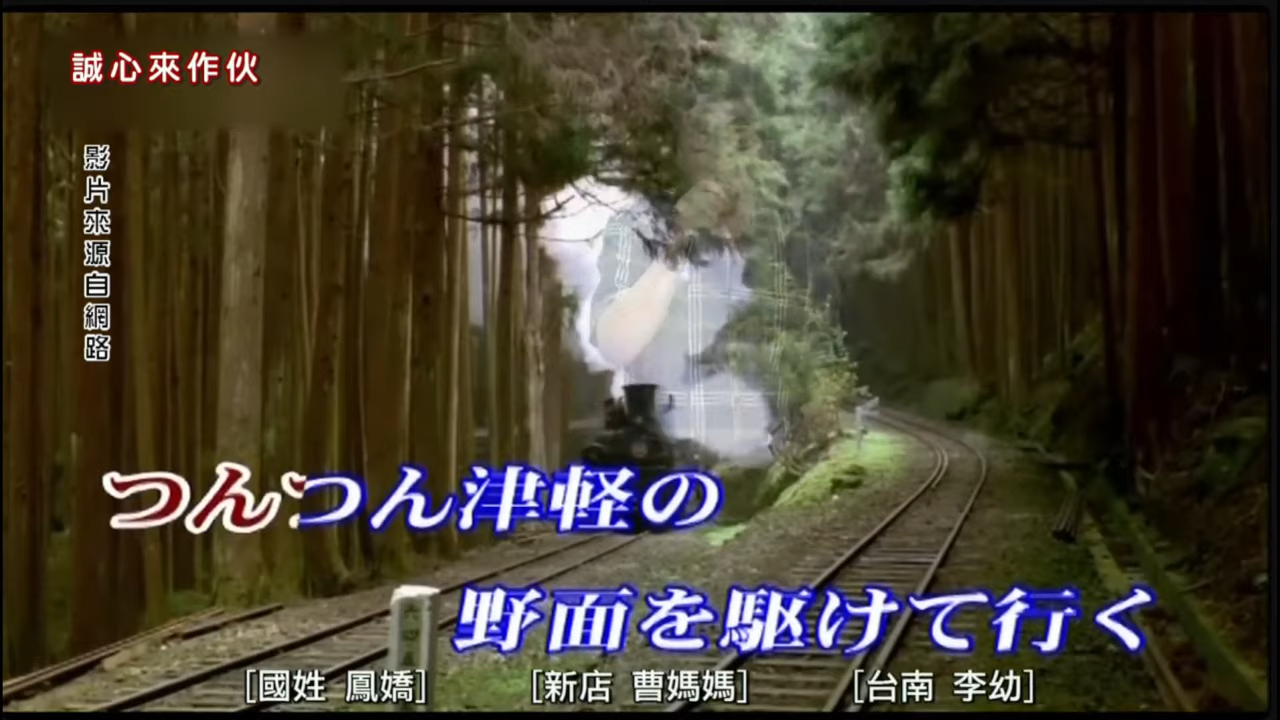 誠心來作伙
影片來源自網路
つんつん津軽の
野面を駆けて行く
[國姓 鳳嬌] [新店 曹媽媽] [台南 李幼]